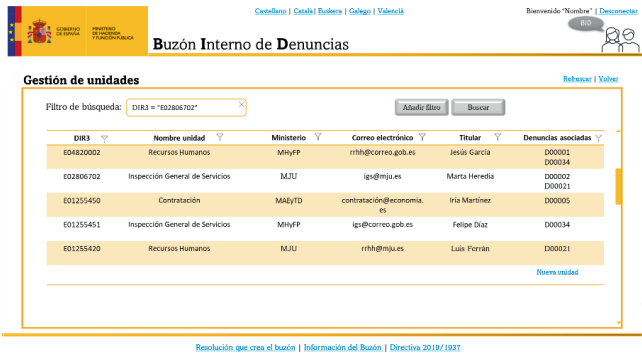 Castellano | Català | Euskera | Galego | Valencià
Bienvenido "Nombre" | Desconectar
BID
GOBIERNO DE ESPAÑA
MINISTERIO DE HACIENDA Y FUNCIÓN PÚBLICA
Buzón Interno de Denuncias
Gestión de unidades
Refrescar | Volver
Filtro de búsqueda: DIR3 = "E02806702" × Añadir filtro Buscar
DIR3 Nombre unidad Ministerio Correo electrónico Titular Denuncias asociadas
E04820002 Recursos Humanos MHyFP rrhh@correo.gob.es Jesús García D00001
D00034
E02806702 Inspección General de Servicios MJU igs@mju.es Marta Heredia D00002
D00021
E01255450 Contratación MAEyTD contratación@economia.es Iría Martínez D00005
E01255451 Inspección General de Servicios MHyFP igs@correo.gob.es Felipe Díaz D00034
E01255420 Recursos Humanos MJU rrhh@mju.es Luis Ferrán D00021
Nueva unidad
Resolución que crea el buzón | Información del Buzón | Directiva 2019/1937